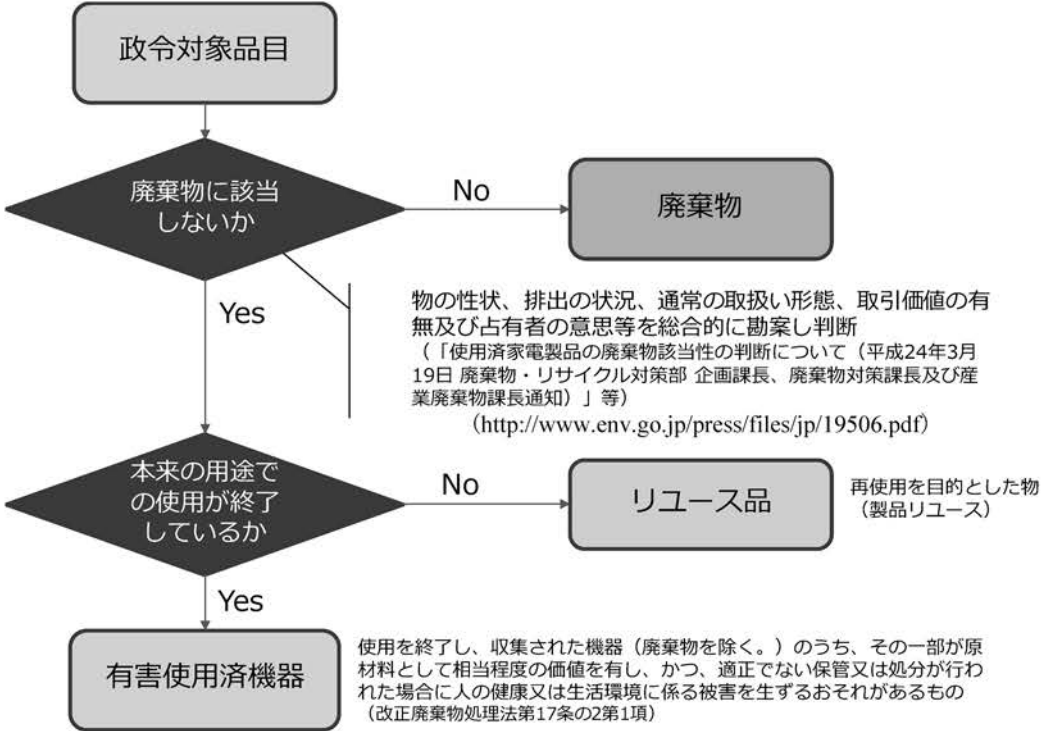 政令対象品目
廃棄物に該当
しないか
No
廃棄物
Yes
物の性状、排出の状況、通常の取扱い形態、取引価値の有
無及び占有者の意思等を総合的に勘案し判断
（「使用済家電製品の廃棄物該当性の判断について（平成24年3月
19日 廃棄物・リサイクル対策部 企画課長、廃棄物対策課長及び産
業廃棄物課長通知）」等）
（http://www.env.go.jp/press/files/jp/19506.pdf）
本来の用途で
の使用が終了
しているか
No
リユース品
再使用を目的とした物
（製品リユース）
Yes
有害使用済機器
使用を終了し、収集された機器（廃棄物を除く。）のうち、その一部が原
材料として相当程度の価値を有し、かつ、適正でない保管又は処分が行わ
れた場合に人の健康又は生活環境に係る被害を生ずるおそれがあるもの
（改正廃棄物処理法第17条の2第1項）